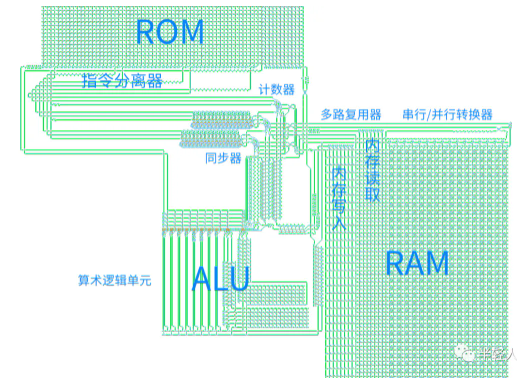 ROM
指令分离器
计数器
多路复用器
串行/并行转换器
同步器
内存读取
内存写入
算术逻辑单元
ALU
RAM